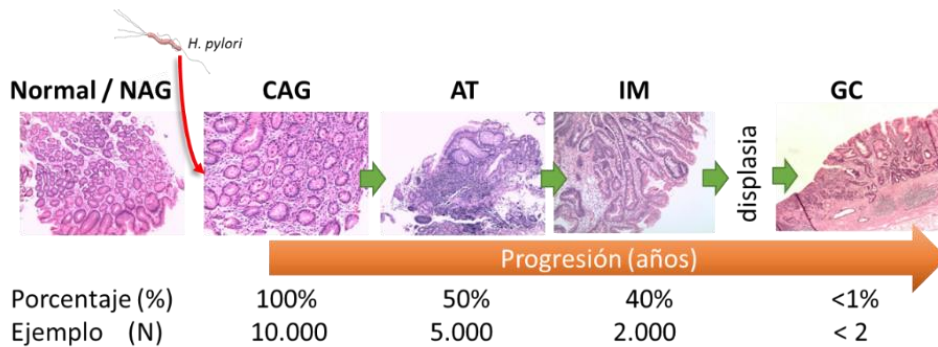 H. pylori
Normal / NAG CAG AT IM GC
displasia
Progresión (años)
Porcentaje (%) 100% 50% 40% <1%
Ejemplo (N) 10.000 5.000 2.000 < 2